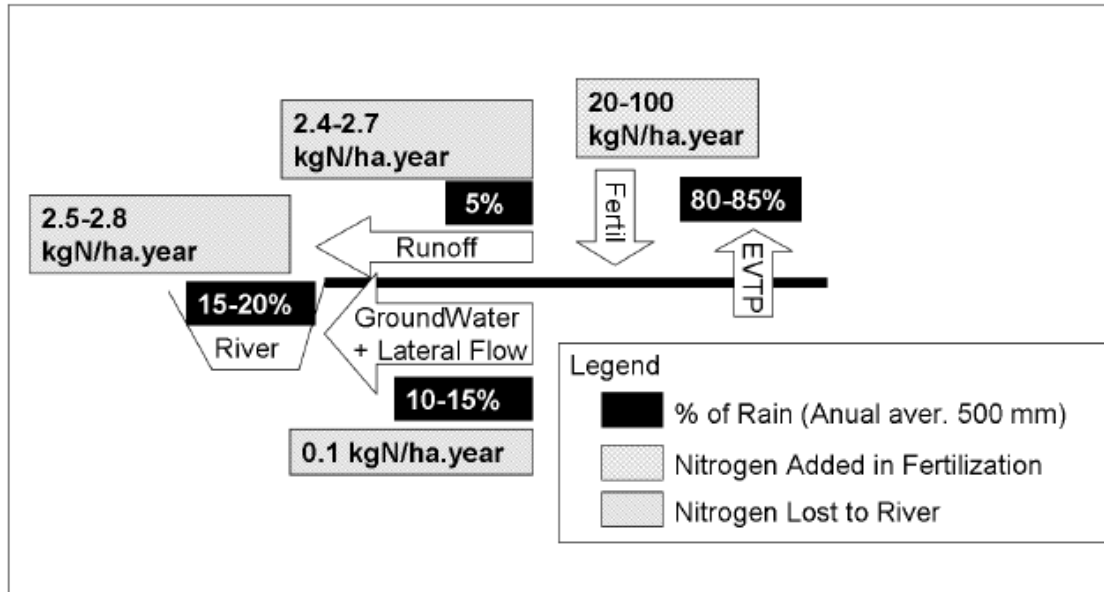 20-100
kgN/ha.year
2.4-2.7
kgN/ha.year
5%
Fertil
80-85%
2.5-2.8
kgN/ha.year
Runoff
EVTP
15-20%
River
GroundWater
+ Lateral Flow
10-15%
0.1 kgN/ha.year
Legend
% of Rain (Anual aver. 500 mm)
Nitrogen Added in Fertilization
Nitrogen Lost to River